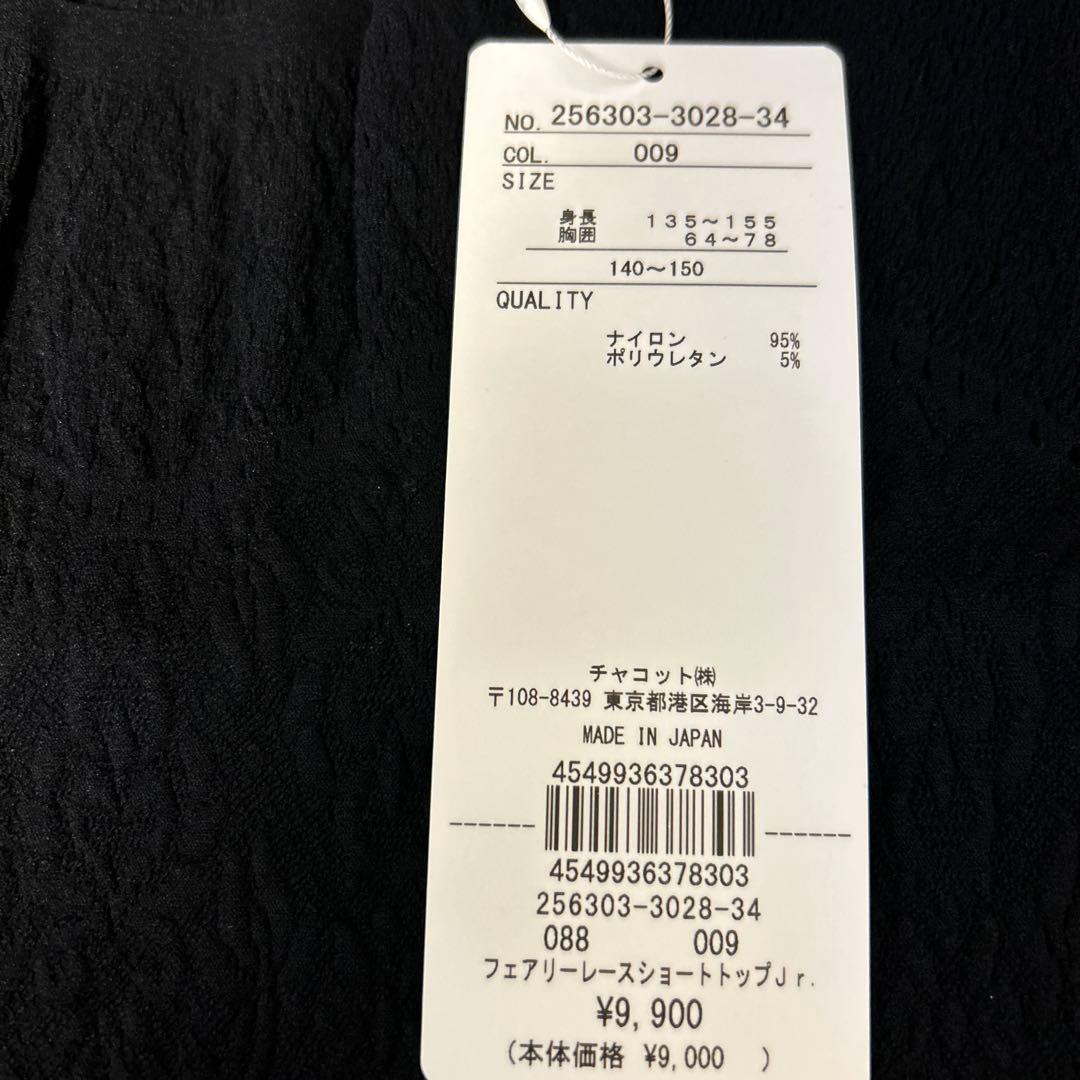 NO. 256303-3028-34
COL. 009
SIZE
身長 135～155
胸囲 64～78
140～150
QUALITY
ナイロン 95%
ポリウレタン 5%
チャコット㈱
〒108-8439 東京都港区海岸3-9-32
MADE IN JAPAN
4549936378303
4549936378303
256303-3028-34
088 009
フェアリーレースショートトップJr.
¥9,900
(本体価格 ¥9,000 )